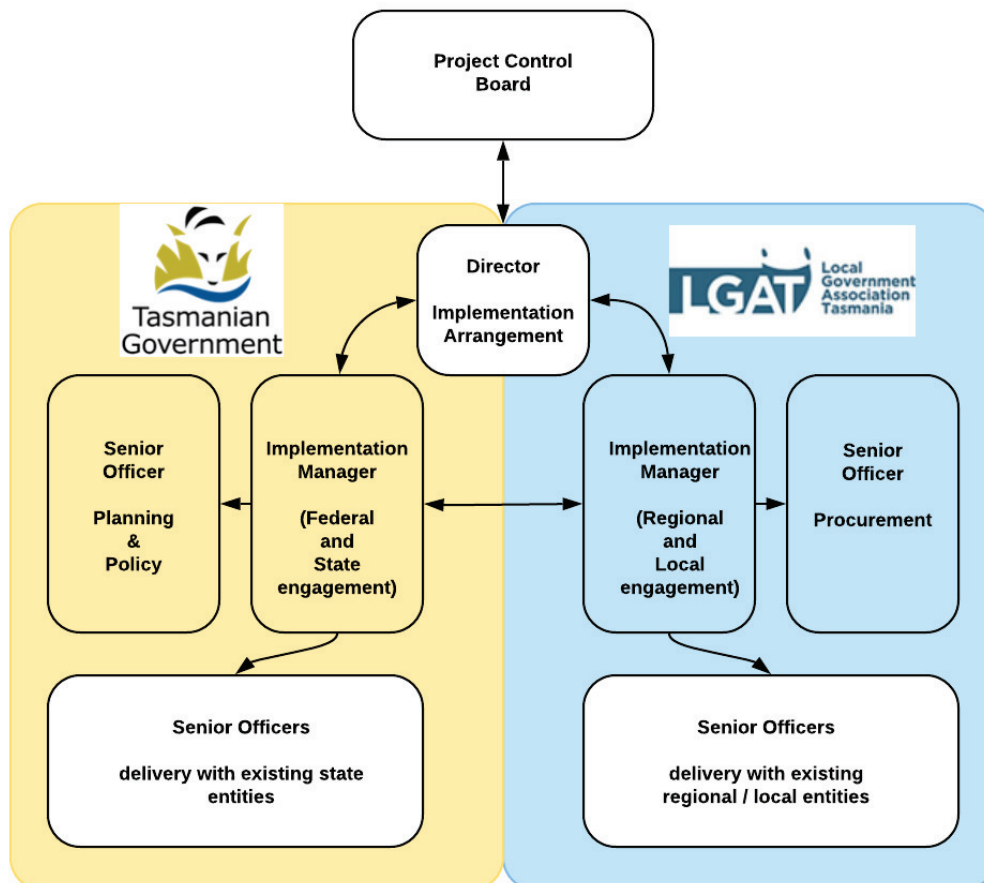 Project Control
Board
Tasmanian
Government
Director
Implementation
Arrangement
LGAT
Local
Government
Association
Tasmania
Senior
Officer
Planning
&
Policy
Implementation
Manager
(Federal
and
State
engagement)
Implementation
Manager
(Regional
and
Local
engagement)
Senior
Officer
Procurement
Senior Officers
delivery with existing state
entities
Senior Officers
delivery with existing
regional / local entities